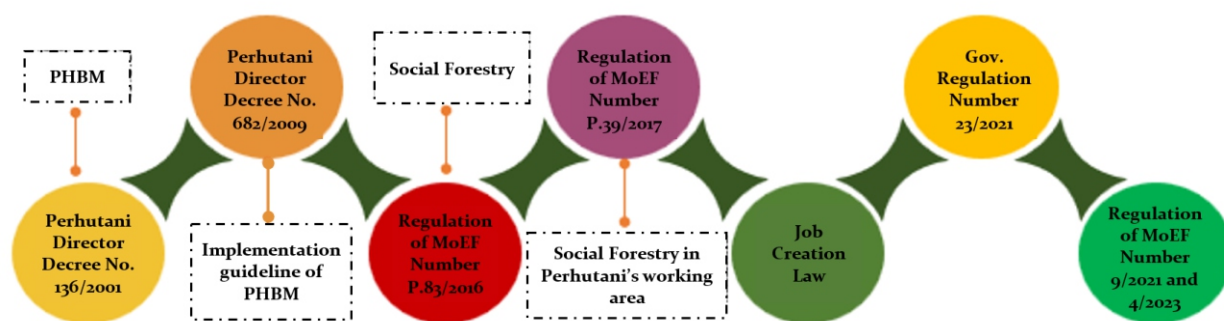 PHBM
Perhutani
Director
Decree No.
136/2001
Perhutani
Director
Decree No.
682/2009
Implementation
guideline of
PHBM
Social Forestry
Regulation
of MoEF
Number
P.83/2016
Regulation
of MoEF
Number
P.39/2017
Social Forestry in
Perhutani's working
area
Job
Creation
Law
Gov.
Regulation
Number
23/2021
Regulation
of MoEF
Number
9/2021 and
4/2023